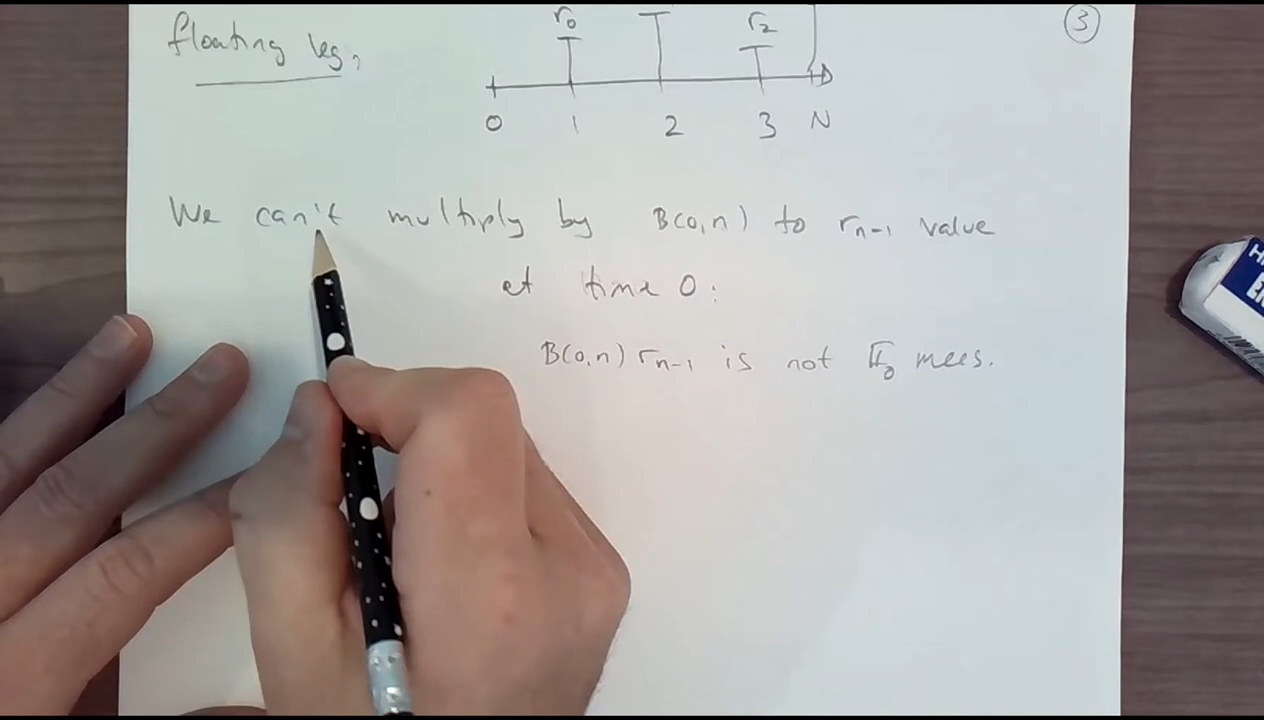 r0 r2 3
floating leg,
0 1 2 3 N
We can't multiply by B(0,n) to rn-1 value
at time 0:
B(0,n) rn-1 is not F0 meas.